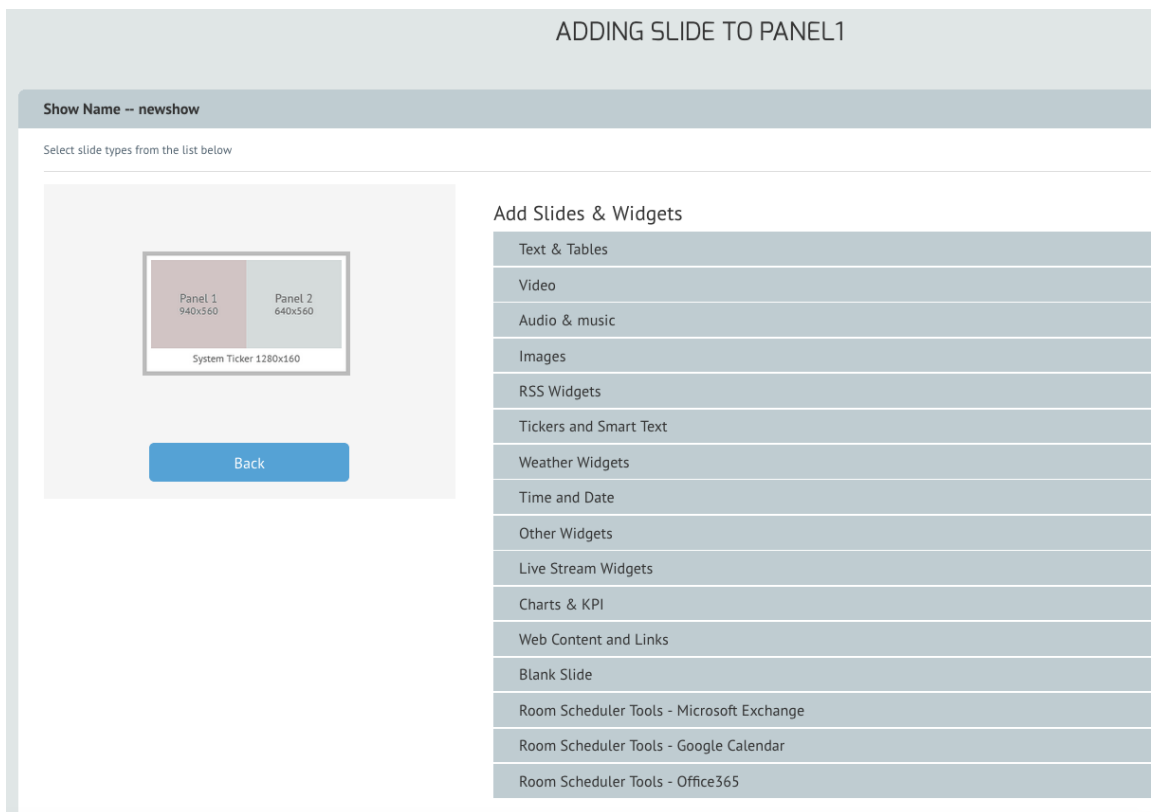 ADDING SLIDE TO PANEL1
Show Name -- newshow
Select slide types from the list below
Panel 1
940x560
Panel 2
640x560
System Ticker 1280x160
Back
Add Slides & Widgets
Text & Tables
Video
Audio & music
Images
RSS Widgets
Tickers and Smart Text
Weather Widgets
Time and Date
Other Widgets
Live Stream Widgets
Charts & KPI
Web Content and Links
Blank Slide
Room Scheduler Tools - Microsoft Exchange
Room Scheduler Tools - Google Calendar
Room Scheduler Tools - Office365